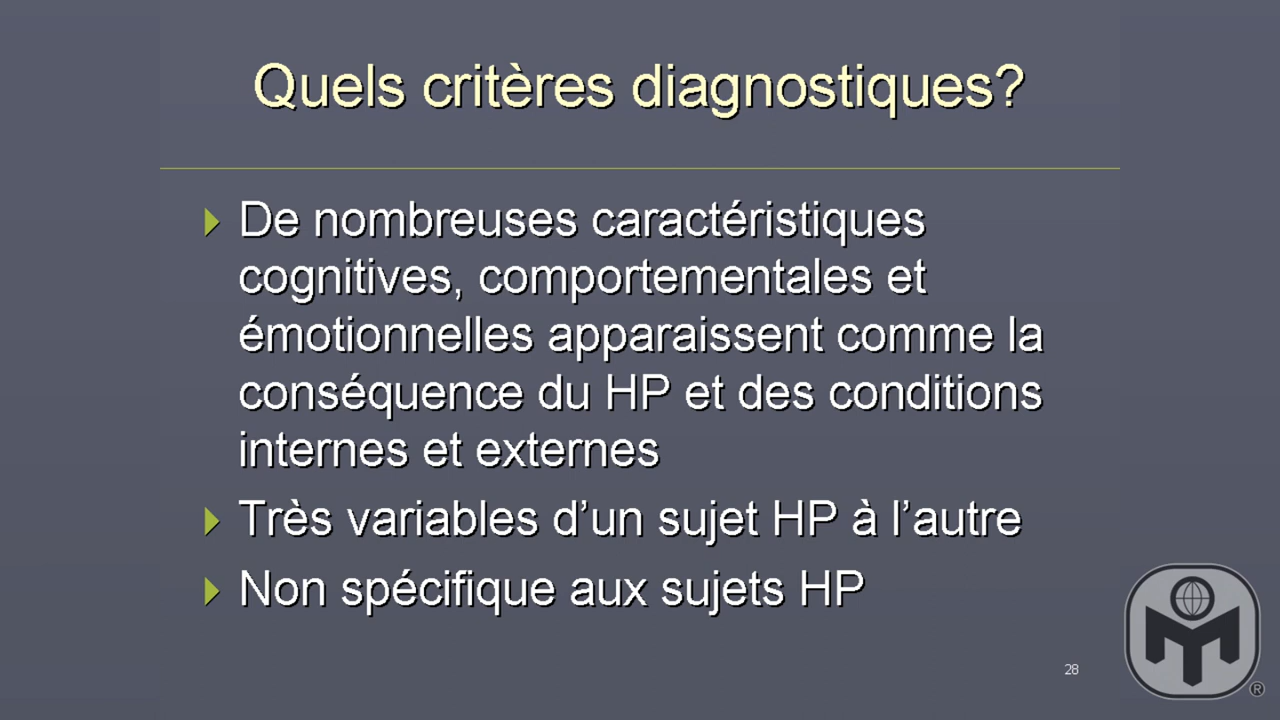 Quels critères diagnostiques?
De nombreuses caractéristiques
cognitives, comportementales et
émotionnelles apparaissent comme la
conséquence du HP et des conditions
internes et externes
Très variables d’un sujet HP à l’autre
Non spécifique aux sujets HP
28
®